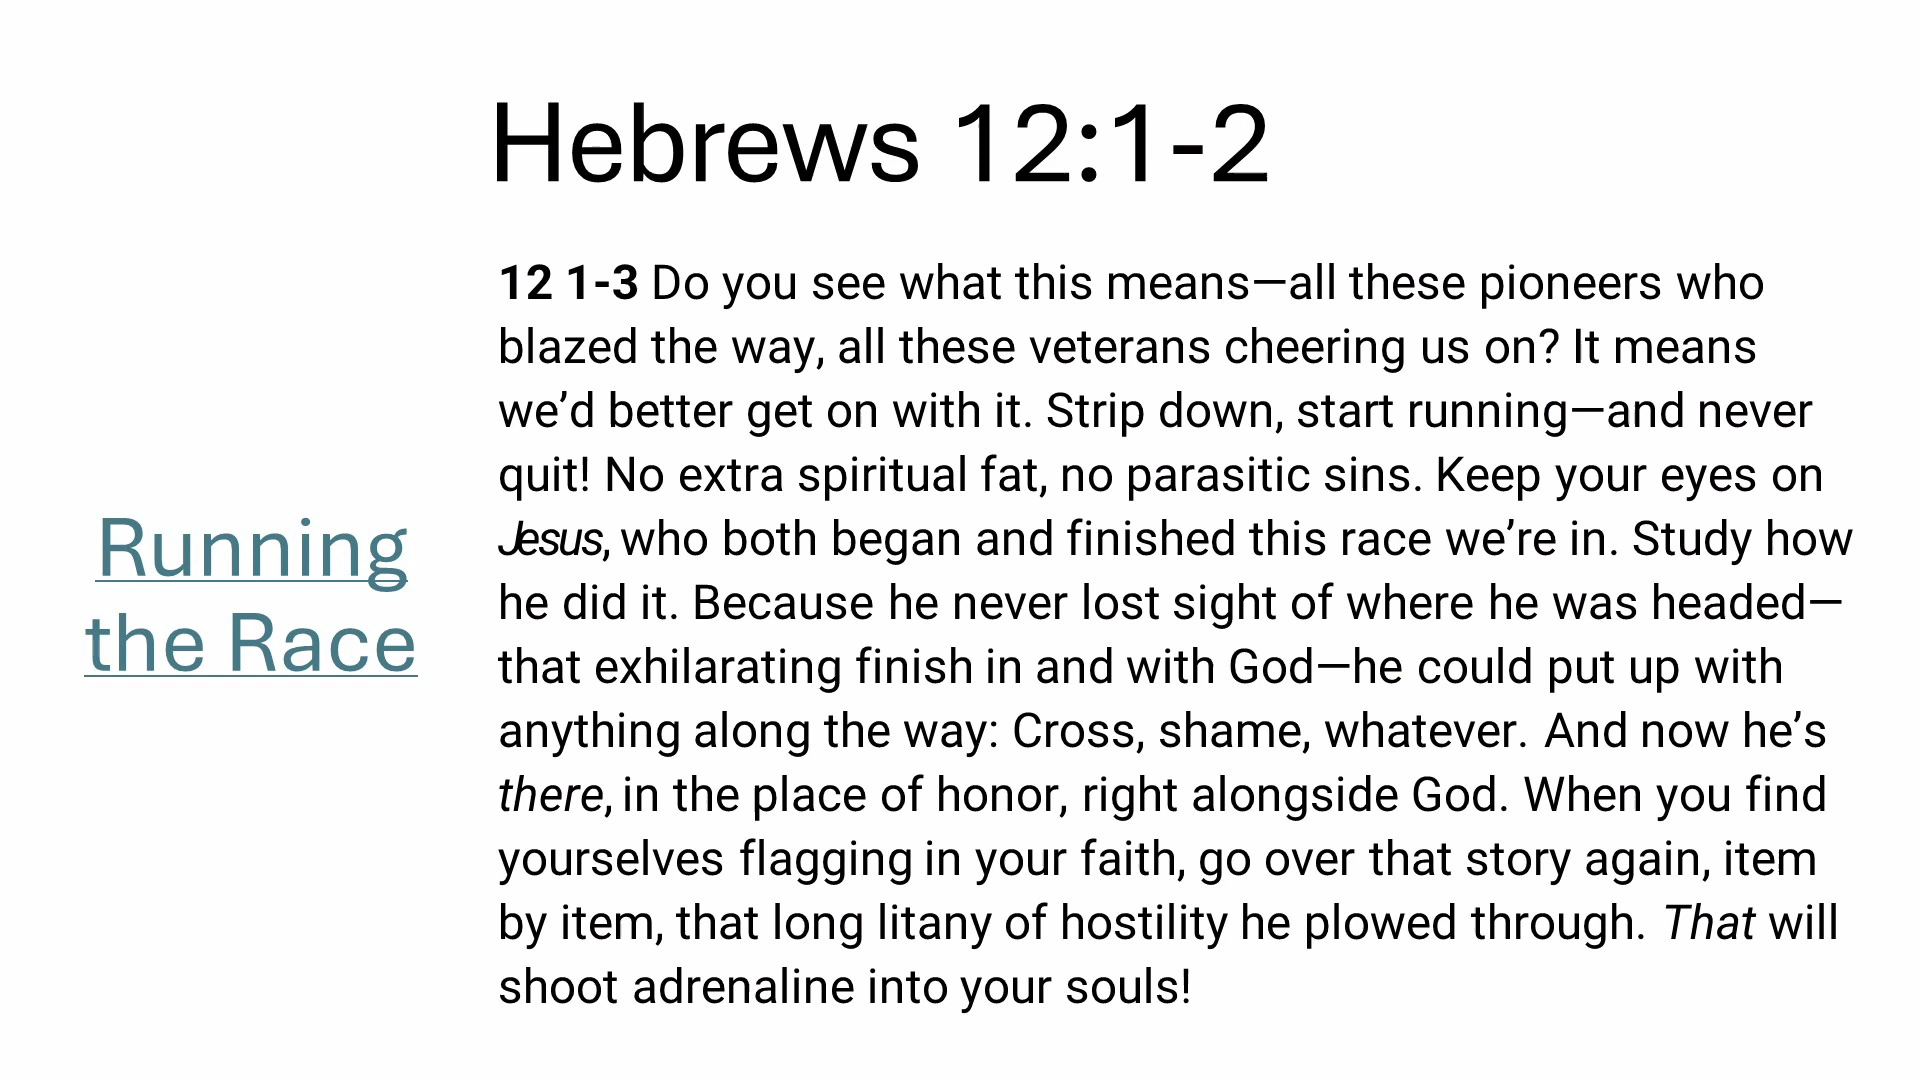 Hebrews 12:1-2
Running
the Race
12 1-3 Do you see what this means—all these pioneers who
blazed the way, all these veterans cheering us on? It means
we’d better get on with it. Strip down, start running—and never
quit! No extra spiritual fat, no parasitic sins. Keep your eyes on
Jesus, who both began and finished this race we’re in. Study how
he did it. Because he never lost sight of where he was headed—
that exhilarating finish in and with God—he could put up with
anything along the way: Cross, shame, whatever. And now he’s
there, in the place of honor, right alongside God. When you find
yourselves flagging in your faith, go over that story again, item
by item, that long litany of hostility he plowed through. That will
shoot adrenaline into your souls!